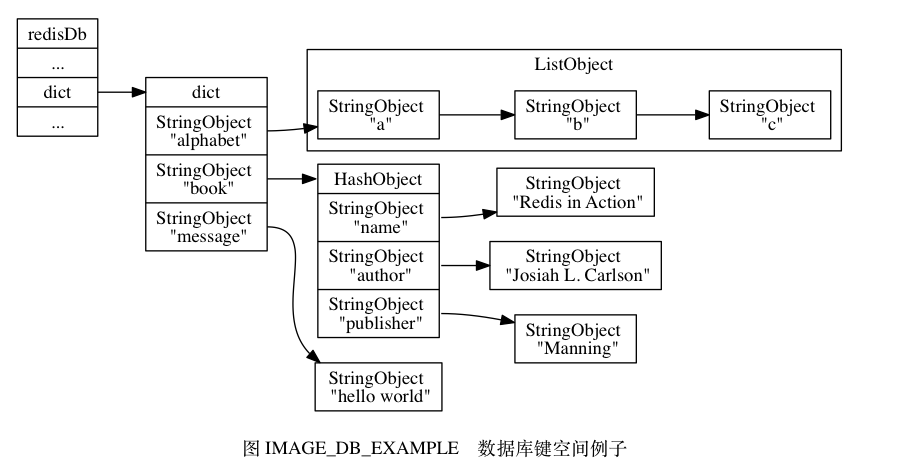 redisDb
...
dict
...
dict
StringObject
"alphabet"
StringObject
"book"
StringObject
"message"
ListObject
StringObject
"a"
StringObject
"b"
StringObject
"c"
HashObject
StringObject
"name"
StringObject
"author"
StringObject
"publisher"
StringObject
"Redis in Action"
StringObject
"Josiah L. Carlson"
StringObject
"Manning"
StringObject
"hello world"
图 IMAGE_DB_EXAMPLE 数据库键空间例子